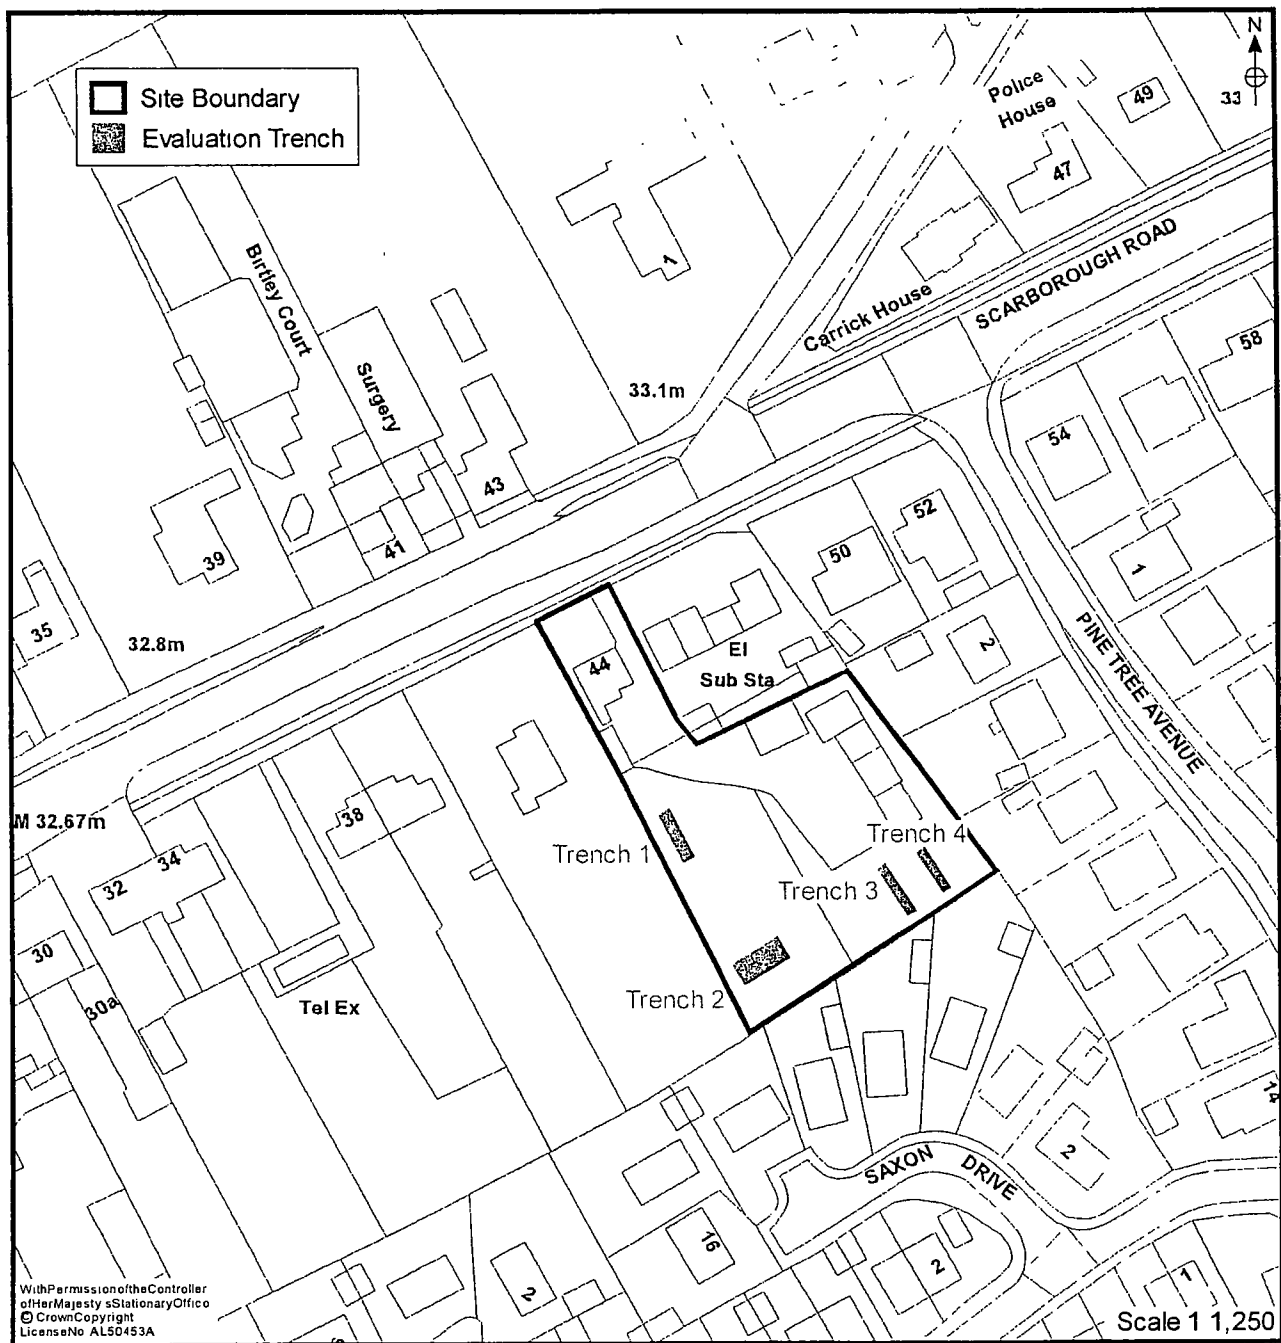 N
Site Boundary
Evaluation Trench
Police
House
49
33
47
1
Birtley Court
Surgery
SCARBOROUGH ROAD
Carrick House
58
33.1m
54
43
52
41
39
50
1
35
32.8m
El
Sub Sta
44
2
PINE TREE AVENUE
M 32.67m
38
Trench 4
Trench 1
34
32
Trench 3
30
Trench 2
30a
Tel Ex
14
SAXON DRIVE
2
16
2
2
1
WithPermissionoftheController
ofHerMajesty sStationaryOffico
© CrownCopyright
LicenseNo AL50453A
Scale 1 1,250